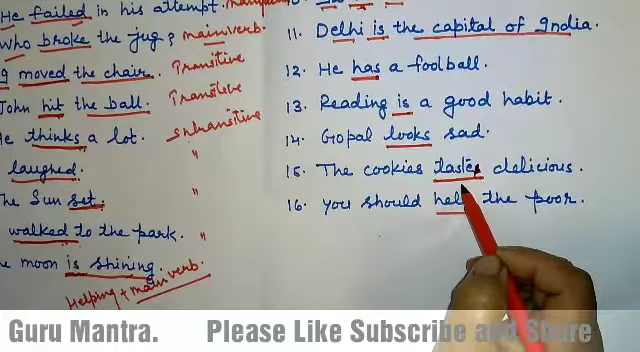 He failed in his attempt.
Who broke the jug? main verb.
I moved the chair. Transitive
John hit the ball. Transitive
He thinks a lot. Intransitive
laughed. "
The Sun set. "
walked to the park. "
The moon is shining.
Helping + main verb.
11. Delhi is the capital of India.
12. He has a football.
13. Reading is a good habit.
14. Gopal looks sad.
15. The cookies taste delicious.
16. You should help the poor.
Guru Mantra. Please Like Subscribe and Share